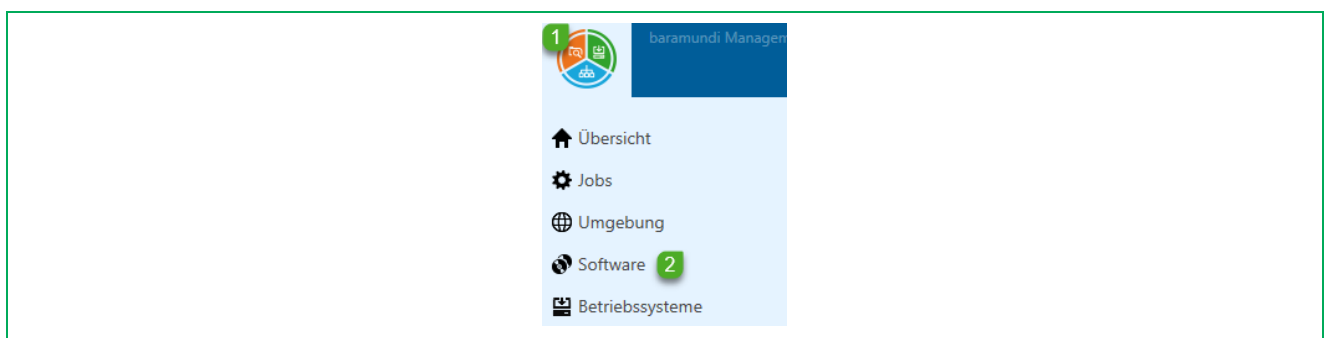 1
baramundi Managem
Übersicht
Jobs
Umgebung
Software 2
Betriebssysteme